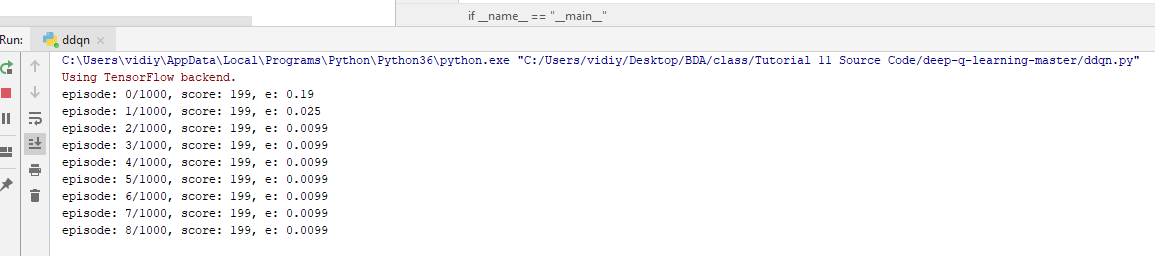 if __name__ == "__main__"
Run: ddqn
C:\Users\vidiy\AppData\Local\Programs\Python\Python36\python.exe "C:/Users/vidiy/Desktop/BDA/class/Tutorial 11 Source Code/deep-q-learning-master/ddqn.py"
Using TensorFlow backend.
episode: 0/1000, score: 199, e: 0.19
episode: 1/1000, score: 199, e: 0.025
episode: 2/1000, score: 199, e: 0.0099
episode: 3/1000, score: 199, e: 0.0099
episode: 4/1000, score: 199, e: 0.0099
episode: 5/1000, score: 199, e: 0.0099
episode: 6/1000, score: 199, e: 0.0099
episode: 7/1000, score: 199, e: 0.0099
episode: 8/1000, score: 199, e: 0.0099